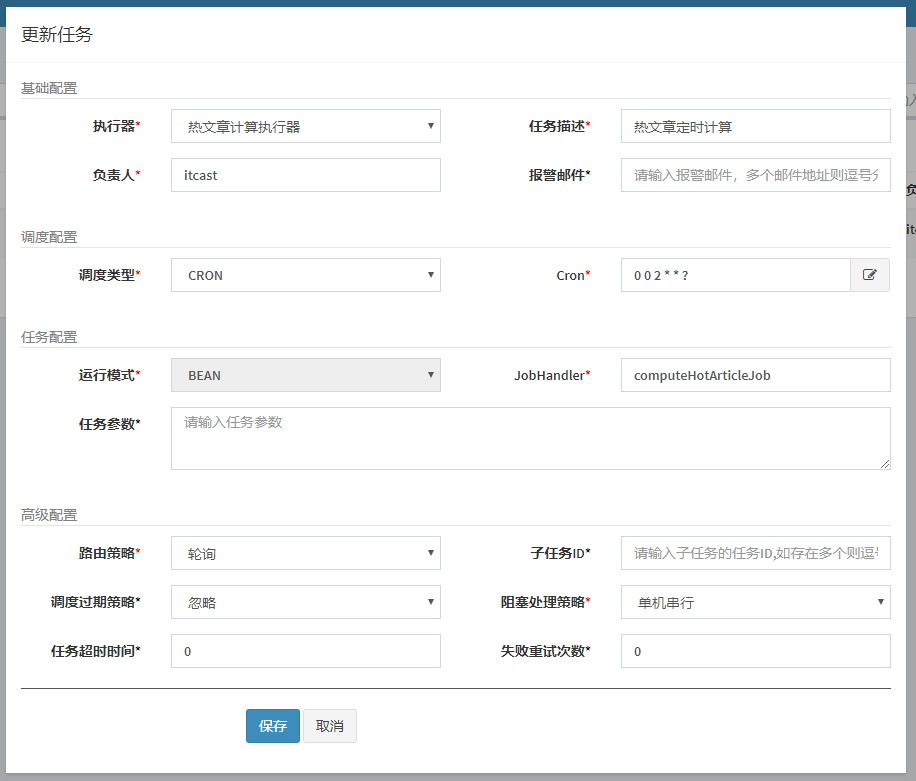 更新任务
基础配置
执行器* 热文章计算执行器 任务描述* 热文章定时计算
负责人* itcast 报警邮件* 请输入报警邮件，多个邮件地址则逗号分
调度配置
调度类型* CRON Cron* 0 0 2 * * ?
任务配置
运行模式* BEAN JobHandler* computeHotArticleJob
任务参数* 请输入任务参数
高级配置
路由策略* 轮询 子任务ID* 请输入子任务的任务ID,如存在多个则逗
调度过期策略* 忽略 阻塞处理策略* 单机串行
任务超时时间* 0 失败重试次数* 0
保存 取消